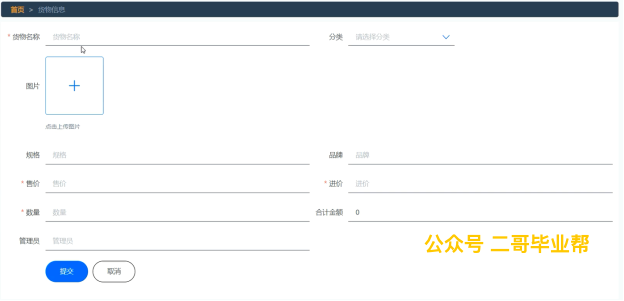 首页 > 货物信息
* 货物名称 货物名称 分类 请选择分类
图片
点击上传图片
规格 规格 品牌 品牌
* 售价 售价 * 进价 进价
* 数量 数量 合计金额 0
管理员 管理员
公众号 二哥毕业帮
提交 取消